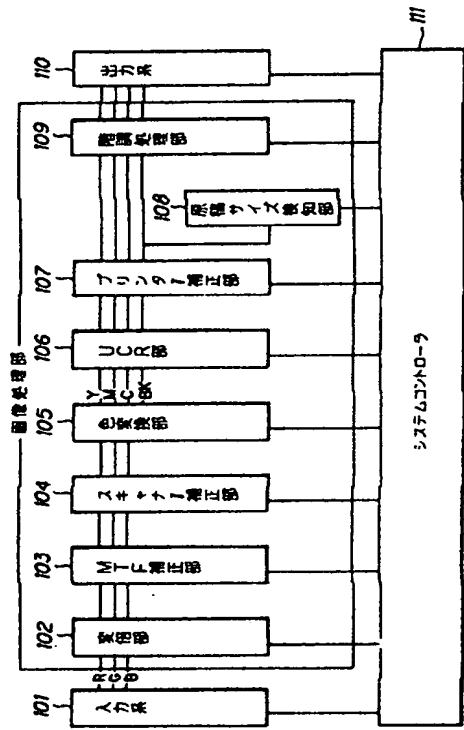 画像処理部
101
入力系
R
G
B
102
変倍部
103
MTF補正部
104
スキャナγ補正部
105
色変換部
Y
M
C
BK
106
UCR部
107
プリンタγ補正部
108
原稿サイズ検知部
109
階調処理部
110
出力系
111
システムコントローラ